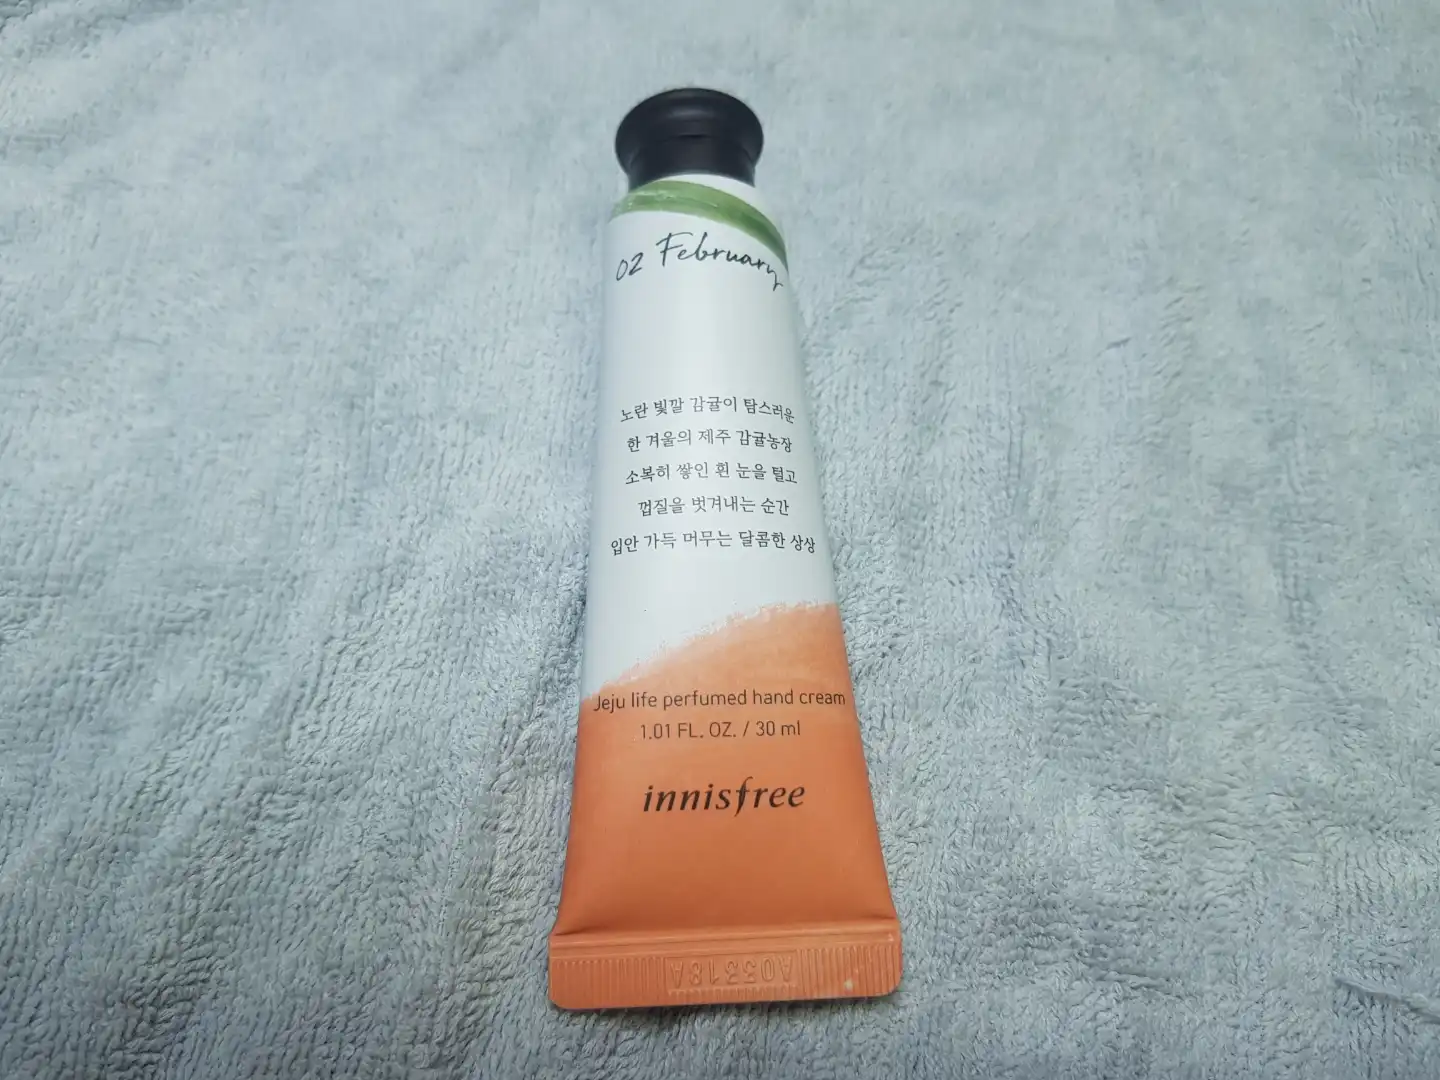 02 February
노란 빛깔 감귤이 탐스러운
한 겨울의 제주 감귤농장
소복히 쌓인 흰 눈을 털고
껍질을 벗겨내는 순간
입안 가득 머무는 달콤한 상상
Jeju life perfumed hand cream
1.01 FL. OZ. / 30 ml
innisfree